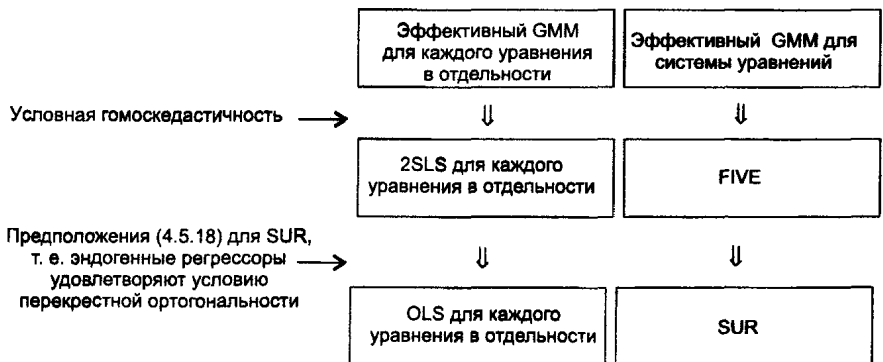 Эффективный GMM
для каждого уравнения
в отдельности
Эффективный GMM для
системы уравнений
Условная гомоскедастичность
2SLS для каждого
уравнения в отдельности
FIVE
Предположения (4.5.18) для SUR,
т. е. эндогенные регрессоры
удовлетворяют условию
перекрестной ортогональности
OLS для каждого
уравнения в отдельности
SUR